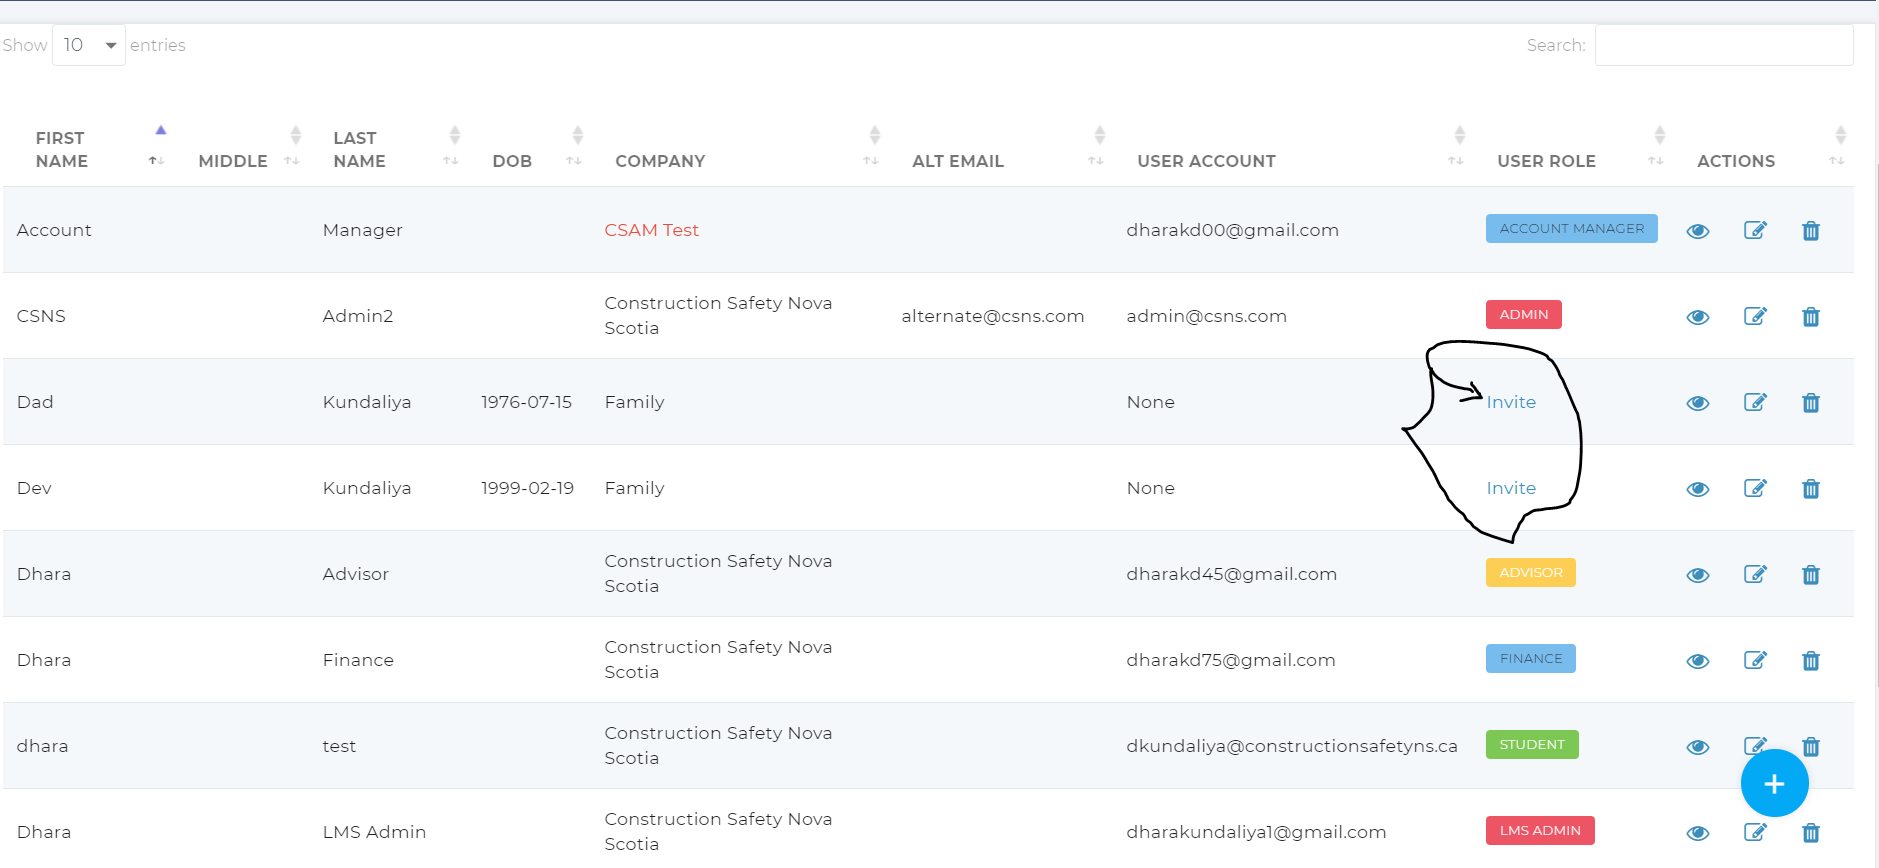 Show 10 entries Search:
FIRST NAME MIDDLE LAST NAME DOB COMPANY ALT EMAIL USER ACCOUNT USER ROLE ACTIONS
Account Manager CSAM Test dharakd00@gmail.com ACCOUNT MANAGER
CSNS Admin2 Construction Safety Nova Scotia alternate@csns.com admin@csns.com ADMIN
Dad Kundaliya 1976-07-15 Family None Invite
Dev Kundaliya 1999-02-19 Family None Invite
Dhara Advisor Construction Safety Nova Scotia dharakd45@gmail.com ADVISOR
Dhara Finance Construction Safety Nova Scotia dharakd75@gmail.com FINANCE
dhara test Construction Safety Nova Scotia dkundaliya@constructionsafetyns.ca STUDENT
Dhara LMS Admin Construction Safety Nova Scotia dharakundaliya1@gmail.com LMS ADMIN